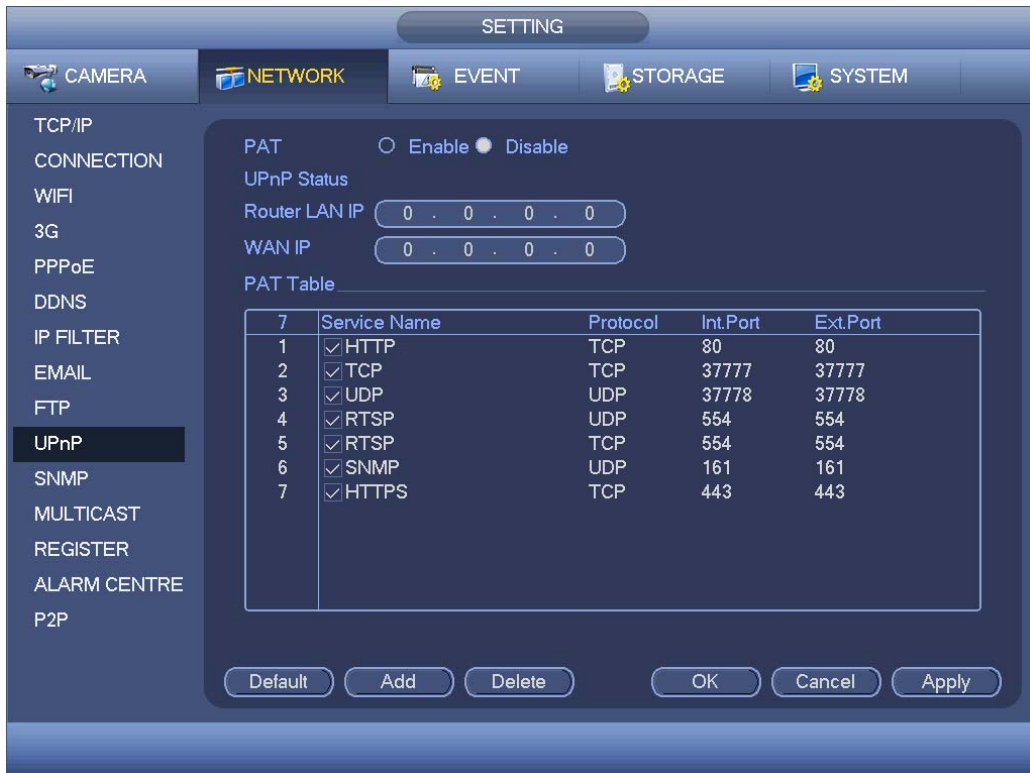 SETTING
CAMERA NETWORK EVENT STORAGE SYSTEM
TCP/IP
CONNECTION
WIFI
3G
PPPoE
DDNS
IP FILTER
EMAIL
FTP
UPnP
SNMP
MULTICAST
REGISTER
ALARM CENTRE
P2P
PAT Enable Disable
UPnP Status
Router LAN IP 0 . 0 . 0 . 0
WAN IP 0 . 0 . 0 . 0
PAT Table
7 Service Name Protocol Int.Port Ext.Port
1 HTTP TCP 80 80
2 TCP TCP 37777 37777
3 UDP UDP 37778 37778
4 RTSP UDP 554 554
5 RTSP TCP 554 554
6 SNMP UDP 161 161
7 HTTPS TCP 443 443
Default Add Delete OK Cancel Apply